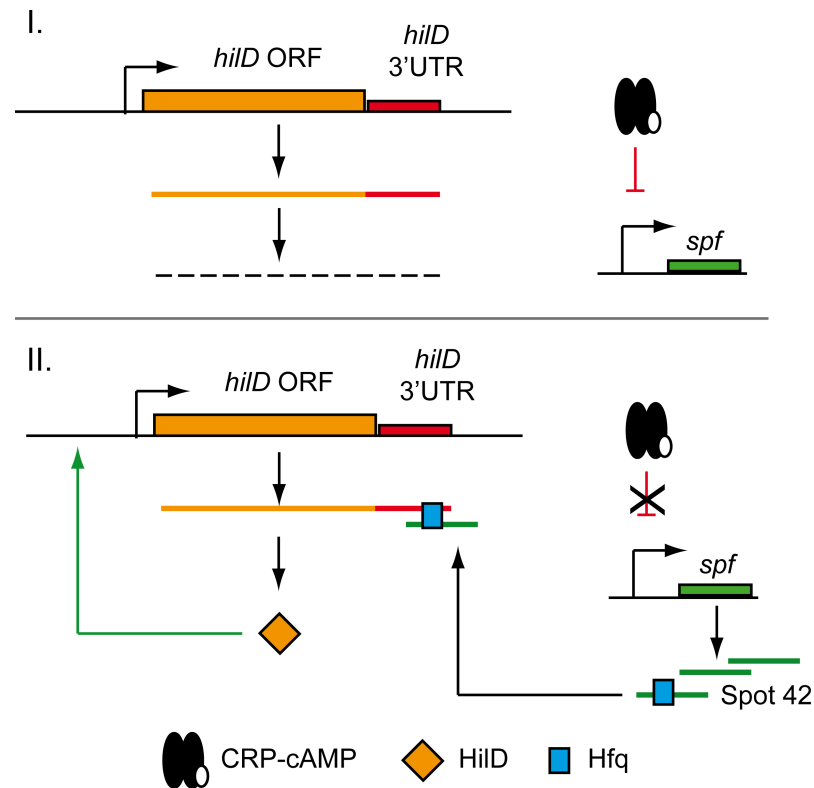 I.
hilD ORF
hilD
3'UTR
spf
II.
hilD ORF
hilD
3'UTR
spf
Spot 42
CRP-cAMP
HilD
Hfq